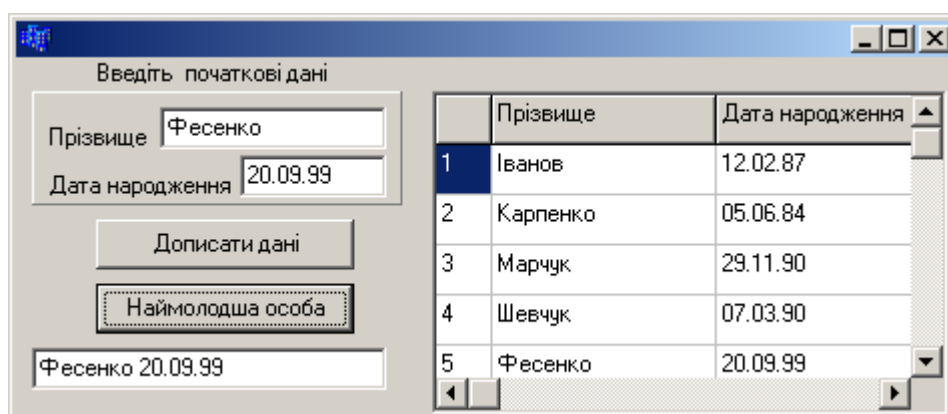 Введіть початкові дані
Прізвище Фесенко
Дата народження 20.09.99
Дописати дані
Наймолодша особа
Фесенко 20.09.99
Прізвище Дата народження
1 Іванов 12.02.87
2 Карпенко 05.06.84
3 Марчук 29.11.90
4 Шевчук 07.03.90
5 Фесенко 20.09.99